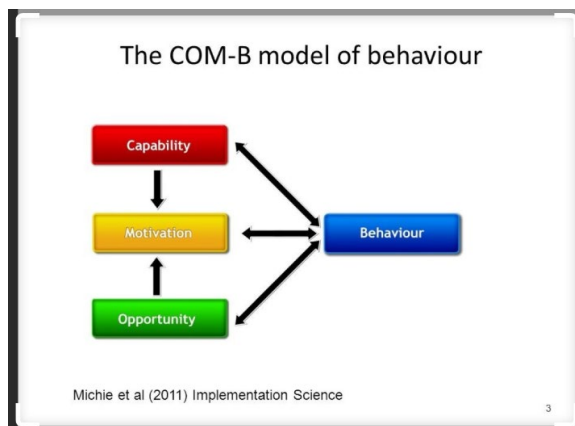 The COM-B model of behaviour
Capability
Motivation
Behaviour
Opportunity
Michie et al (2011) Implementation Science
3